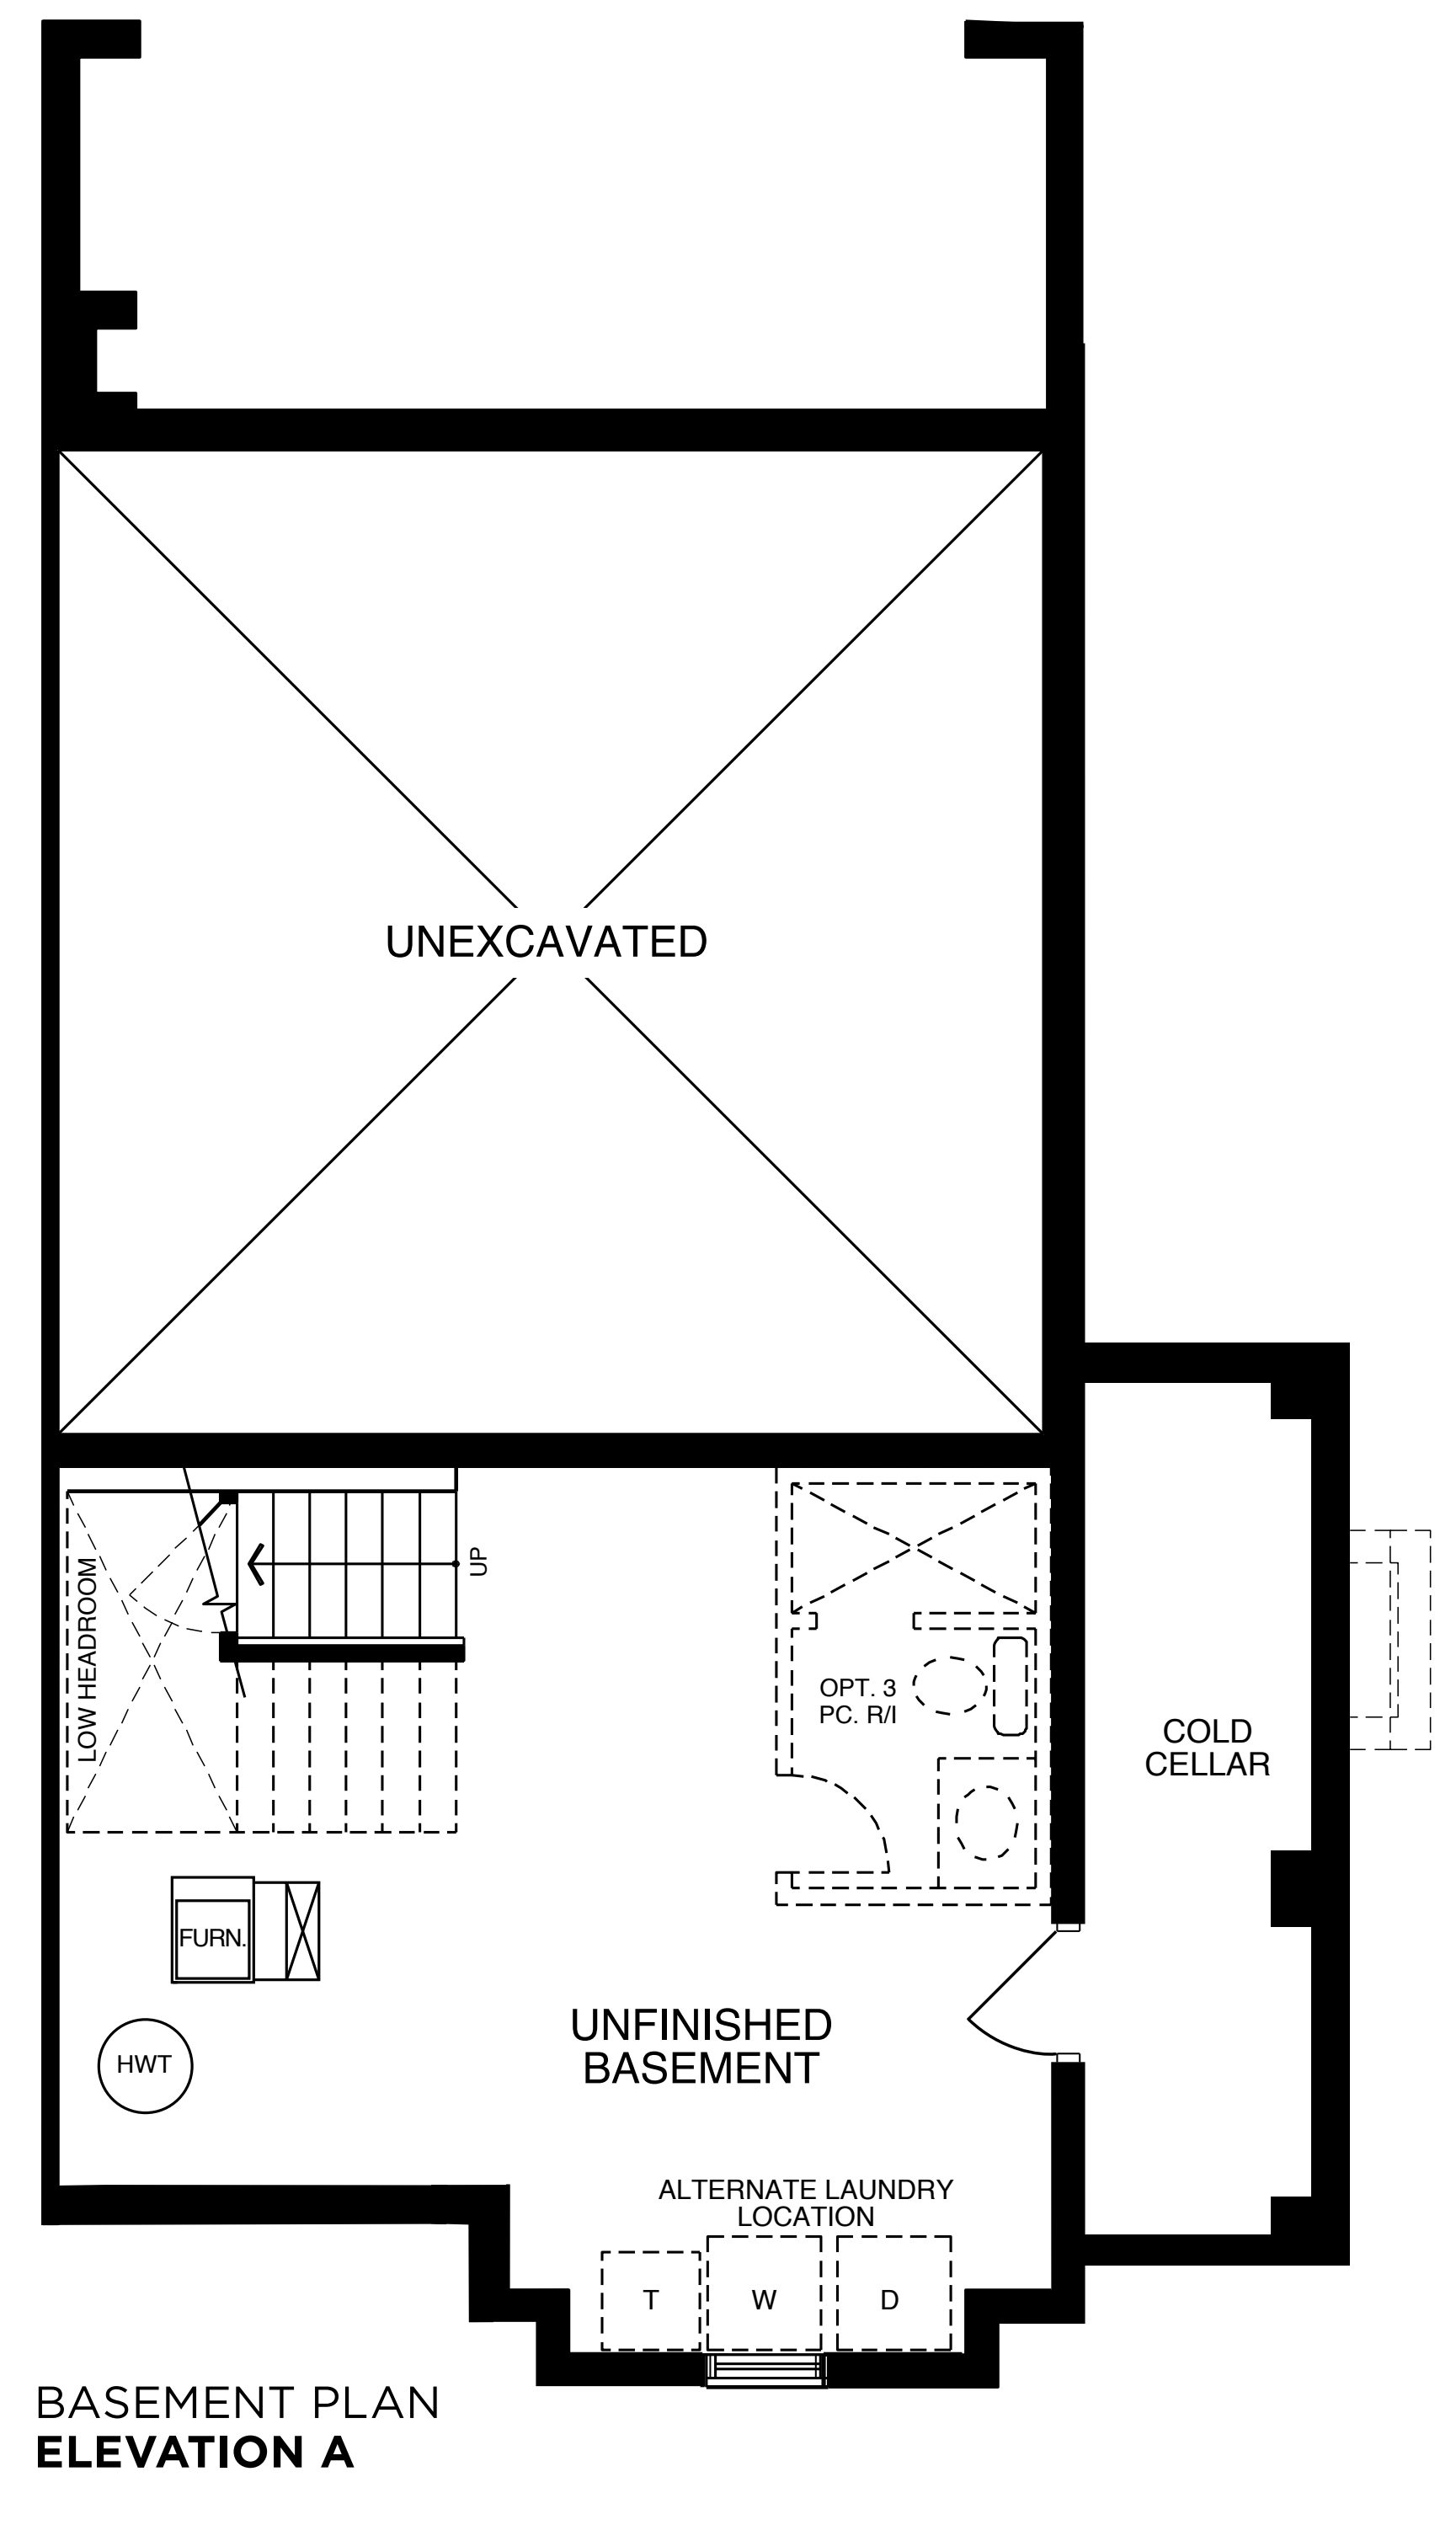 UNEXCAVATED
UP
LOW HEADROOM
OPT. 3
PC. R/I
COLD
CELLAR
FURN.
HWT
UNFINISHED
BASEMENT
ALTERNATE LAUNDRY
LOCATION
T
W
D
BASEMENT PLAN
ELEVATION A